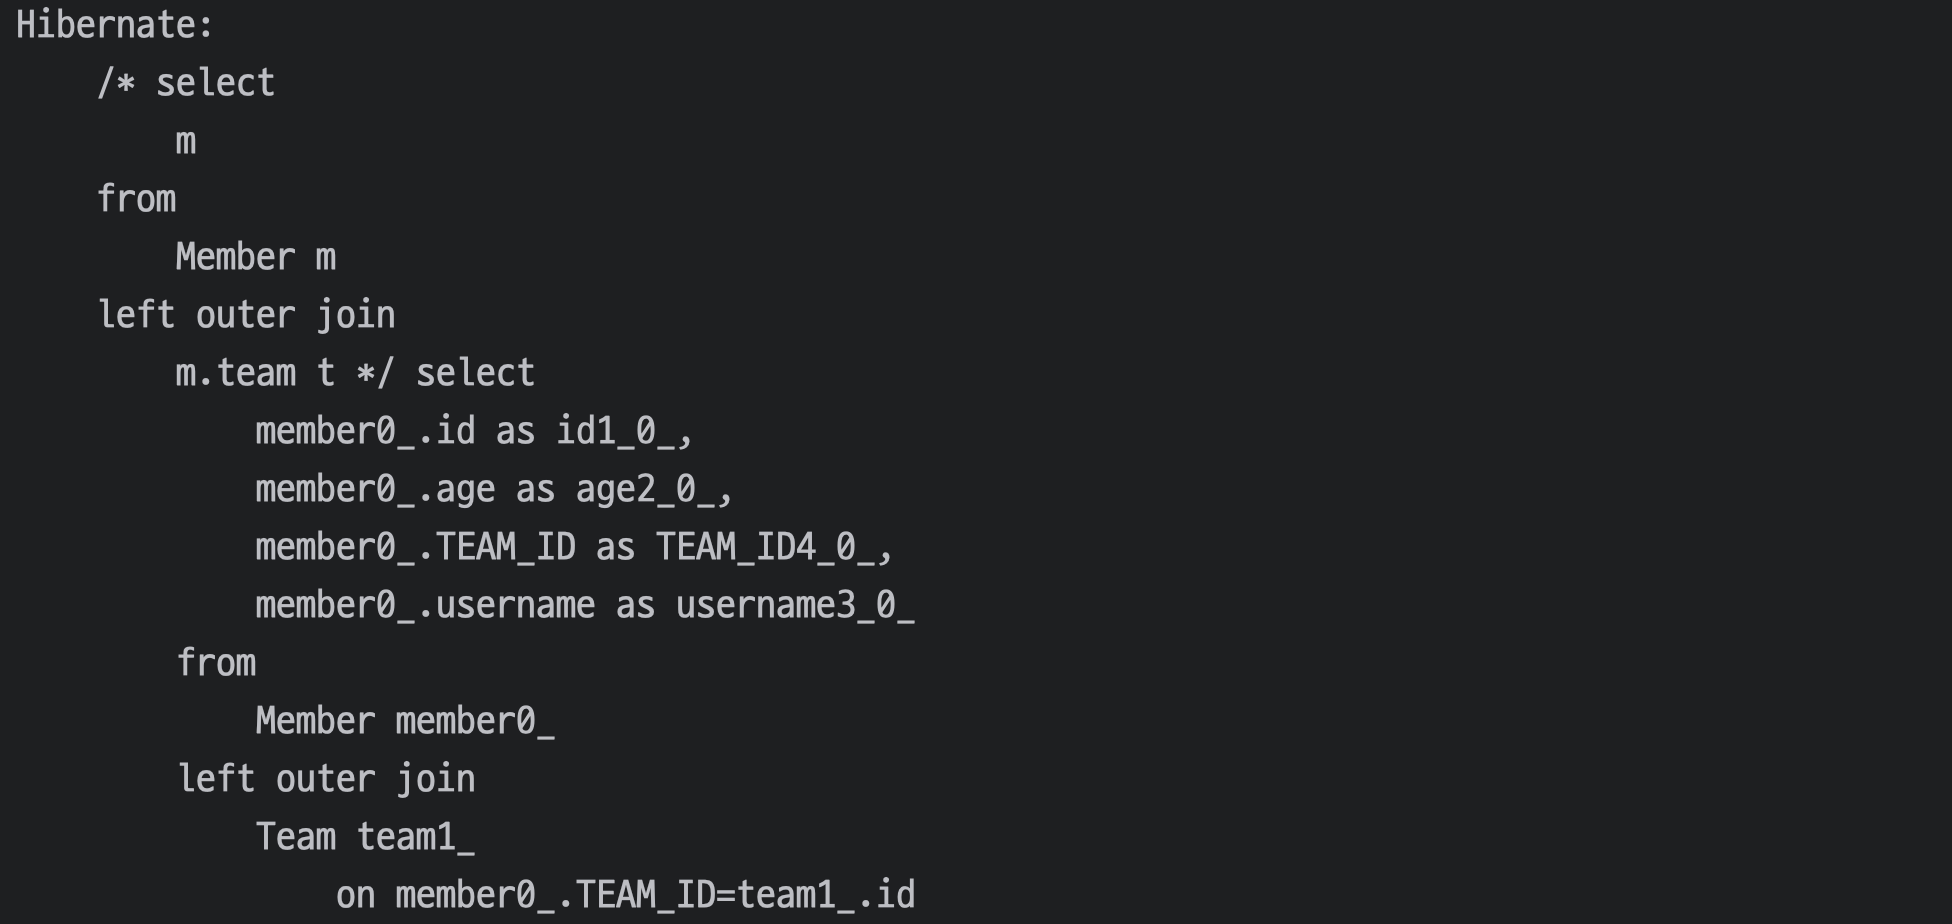 Hibernate:
/* select
m
from
Member m
left outer join
m.team t */ select
member0_.id as id1_0_,
member0_.age as age2_0_,
member0_.TEAM_ID as TEAM_ID4_0_,
member0_.username as username3_0_
from
Member member0_
left outer join
Team team1_
on member0_.TEAM_ID=team1_.id